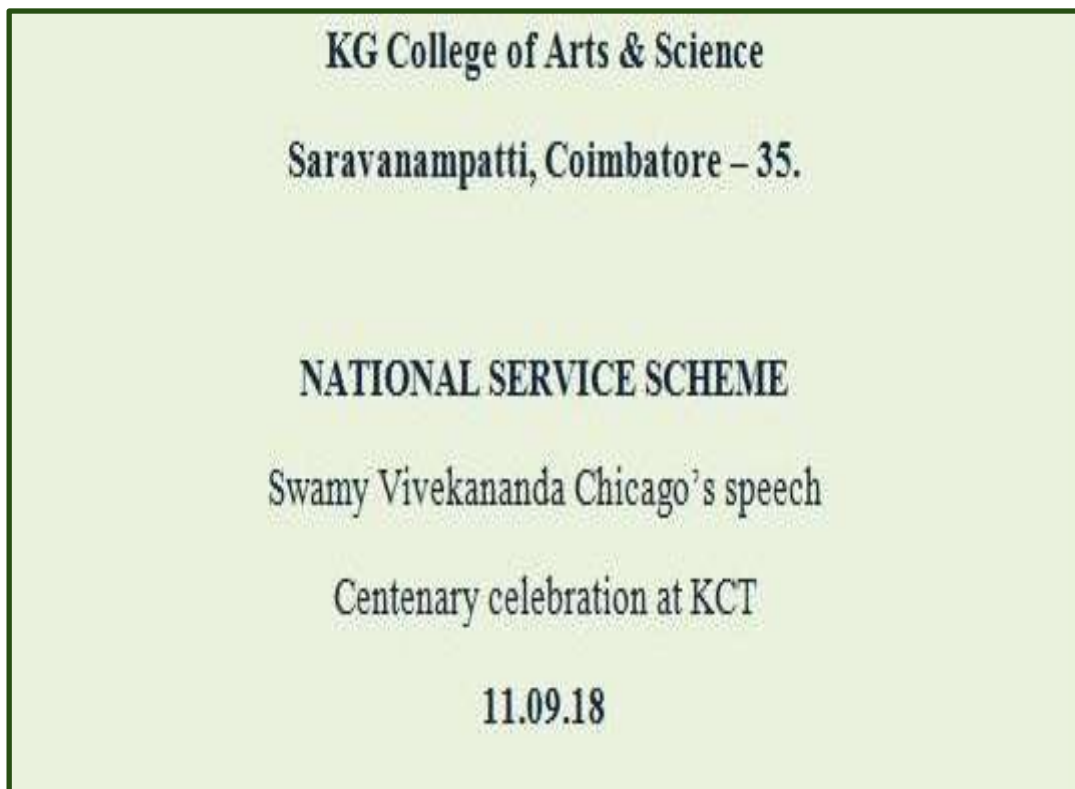 KG College of Arts & Science
Saravanampatti, Coimbatore – 35.
NATIONAL SERVICE SCHEME
Swamy Vivekananda Chicago’s speech
Centenary celebration at KCT
11.09.18